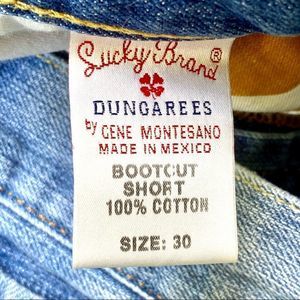 Lucky Brand®
DUNGAREES
by GENE MONTESANO
MADE IN MEXICO
BOOTCUT
SHORT
100% COTTON
SIZE: 30